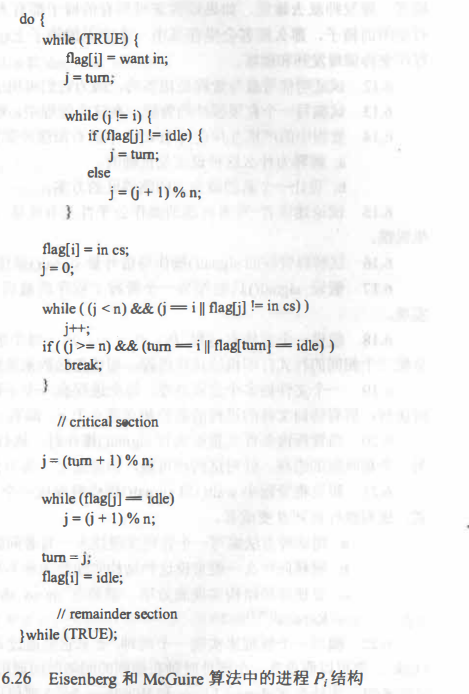 do {
while (TRUE) {
flag[i] = want in;
j = turn;
while (j != i) {
if (flag[j] != idle) {
j = turn;
else
j = (j + 1) % n;
}
flag[i] = in cs;
j = 0;
while ( (j < n) && (j == i || flag[j] != in cs) )
j++;
if ( (j >= n) && (turn == i || flag[turn] == idle) )
break;
}
// critical section
j = (turn + 1) % n;
while (flag[j] == idle)
j = (j + 1) % n;
turn = j;
flag[i] = idle;
// remainder section
}while (TRUE);
6.26 Eisenberg 和 McGuire 算法中的进程 Pi 结构